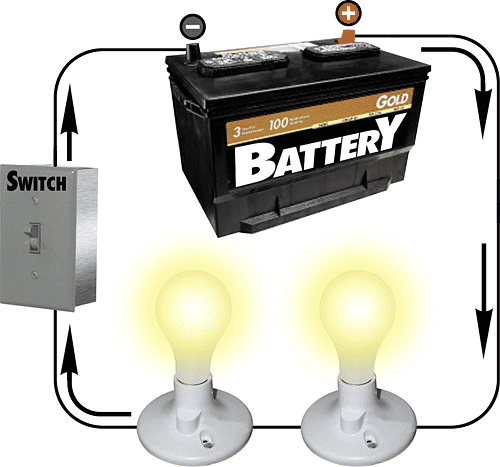 − +
GOLD
3 100
BATTERY
SWITCH